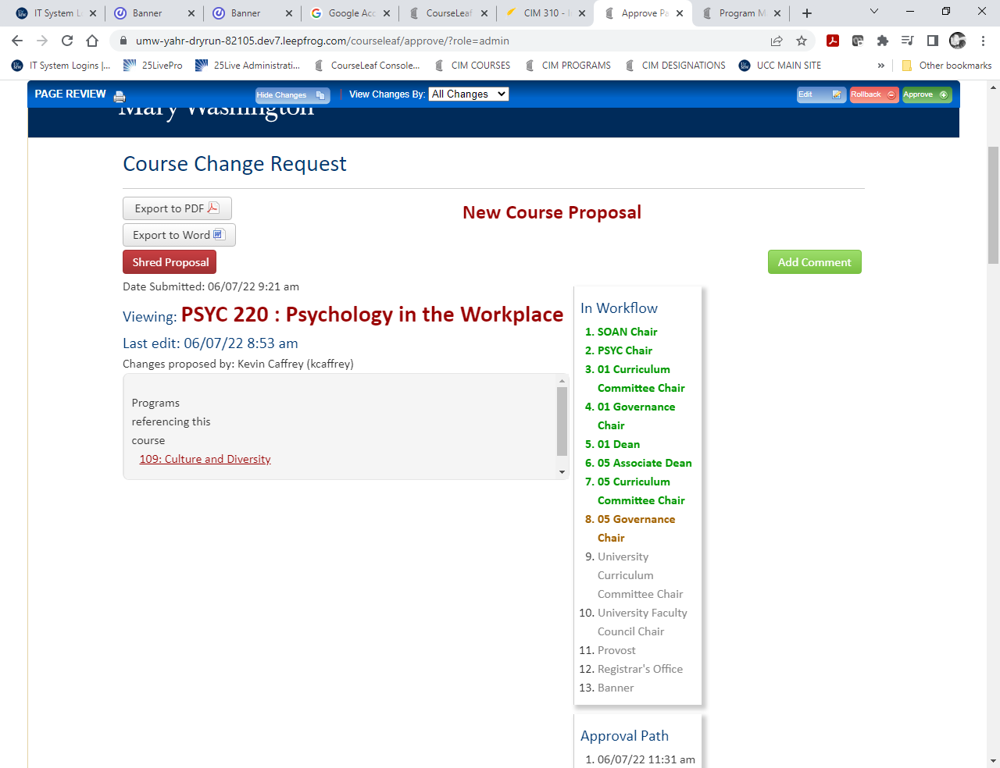 IT System L
Banner
Banner
Google Acc
CourseLeaf
CIM 310 - I
Approve Pa
Program M
umw-yahr-dryrun-82105.dev7.leepfrog.com/courseleaf/approve/?role=admin
IT System Logins |...
25LivePro
25Live Administrati...
CourseLeaf Console...
CIM COURSES
CIM PROGRAMS
CIM DESIGNATIONS
UCC MAIN SITE
»
Other bookmarks
PAGE REVIEW
Hide Changes
View Changes By: All Changes
Edit
Rollback
Approve
Mary Washington
Course Change Request
Export to PDF
New Course Proposal
Export to Word
Shred Proposal
Add Comment
Date Submitted: 06/07/22 9:21 am
Viewing: PSYC 220 : Psychology in the Workplace
Last edit: 06/07/22 8:53 am
Changes proposed by: Kevin Caffrey (kcaffrey)
Programs
referencing this
course
109: Culture and Diversity
In Workflow
1. SOAN Chair
2. PSYC Chair
3. 01 Curriculum
Committee Chair
4. 01 Governance
Chair
5. 01 Dean
6. 05 Associate Dean
7. 05 Curriculum
Committee Chair
8. 05 Governance
Chair
9. University
Curriculum
Committee Chair
10. University Faculty
Council Chair
11. Provost
12. Registrar's Office
13. Banner
Approval Path
1. 06/07/22 11:31 am